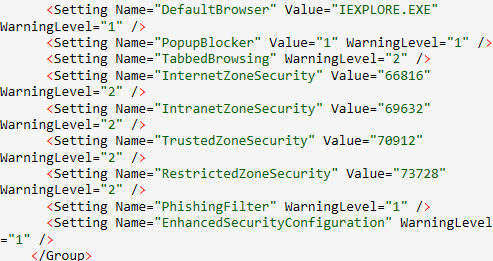 <Setting Name="DefaultBrowser" Value="IEXPLORE.EXE"
WarningLevel="1" />
<Setting Name="PopupBlocker" Value="1" WarningLevel="1" />
<Setting Name="TabbedBrowsing" WarningLevel="2" />
<Setting Name="InternetZoneSecurity" Value="66816"
WarningLevel="2" />
<Setting Name="IntranetZoneSecurity" Value="69632"
WarningLevel="2" />
<Setting Name="TrustedZoneSecurity" Value="70912"
WarningLevel="2" />
<Setting Name="RestrictedZoneSecurity" Value="73728"
WarningLevel="2" />
<Setting Name="PhishingFilter" WarningLevel="1" />
<Setting Name="EnhancedSecurityConfiguration" WarningLevel
="1" />
</Group>